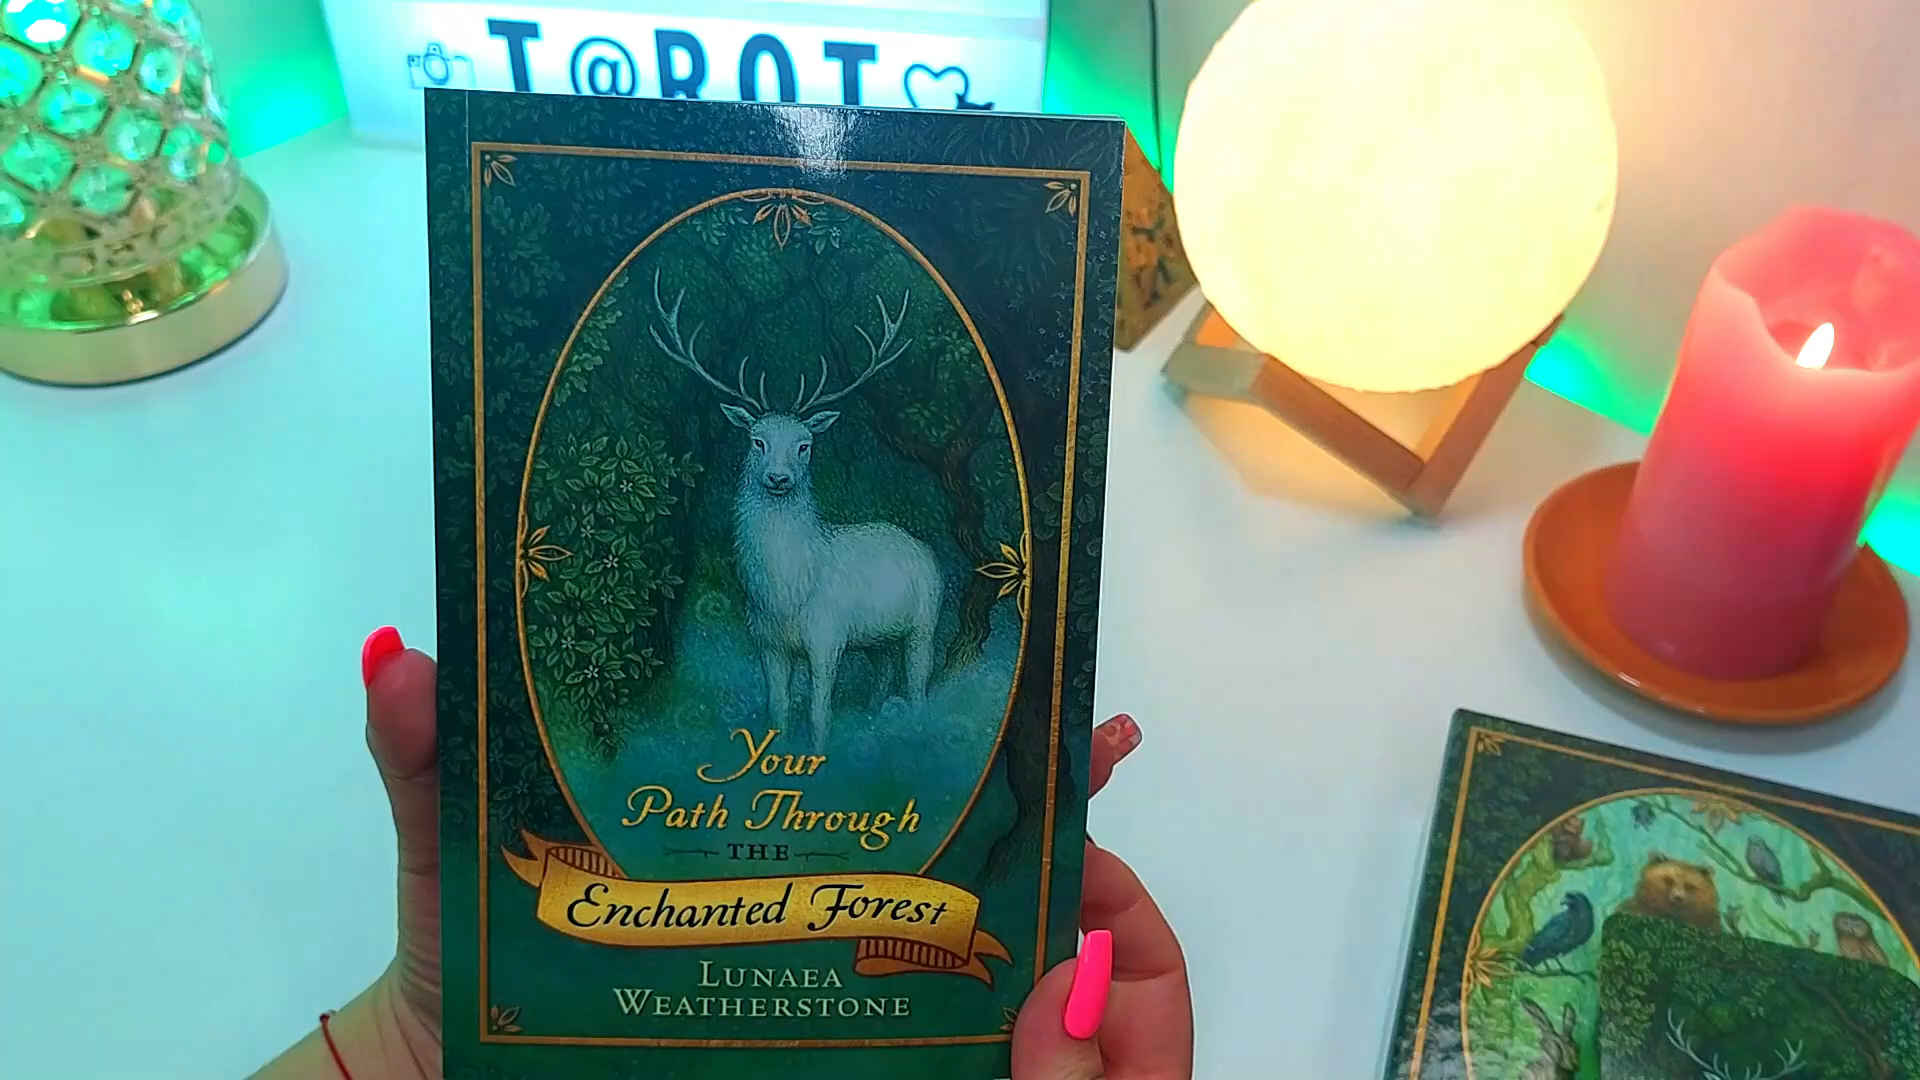 T@ROT
Your
Path Through
THE
Enchanted Forest
LUNAEA
WEATHERSTONE